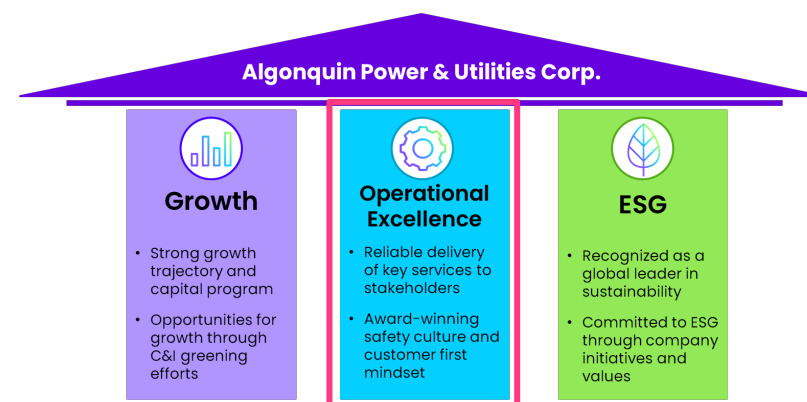 Algonquin Power & Utilities Corp.
Growth
• Strong growth
trajectory and
capital program
• Opportunities for
growth through
C&I greening
efforts
Operational
Excellence
• Reliable delivery
of key services to
stakeholders
• Award-winning
safety culture and
customer first
mindset
ESG
• Recognized as a
global leader in
sustainability
• Committed to ESG
through company
initiatives and
values